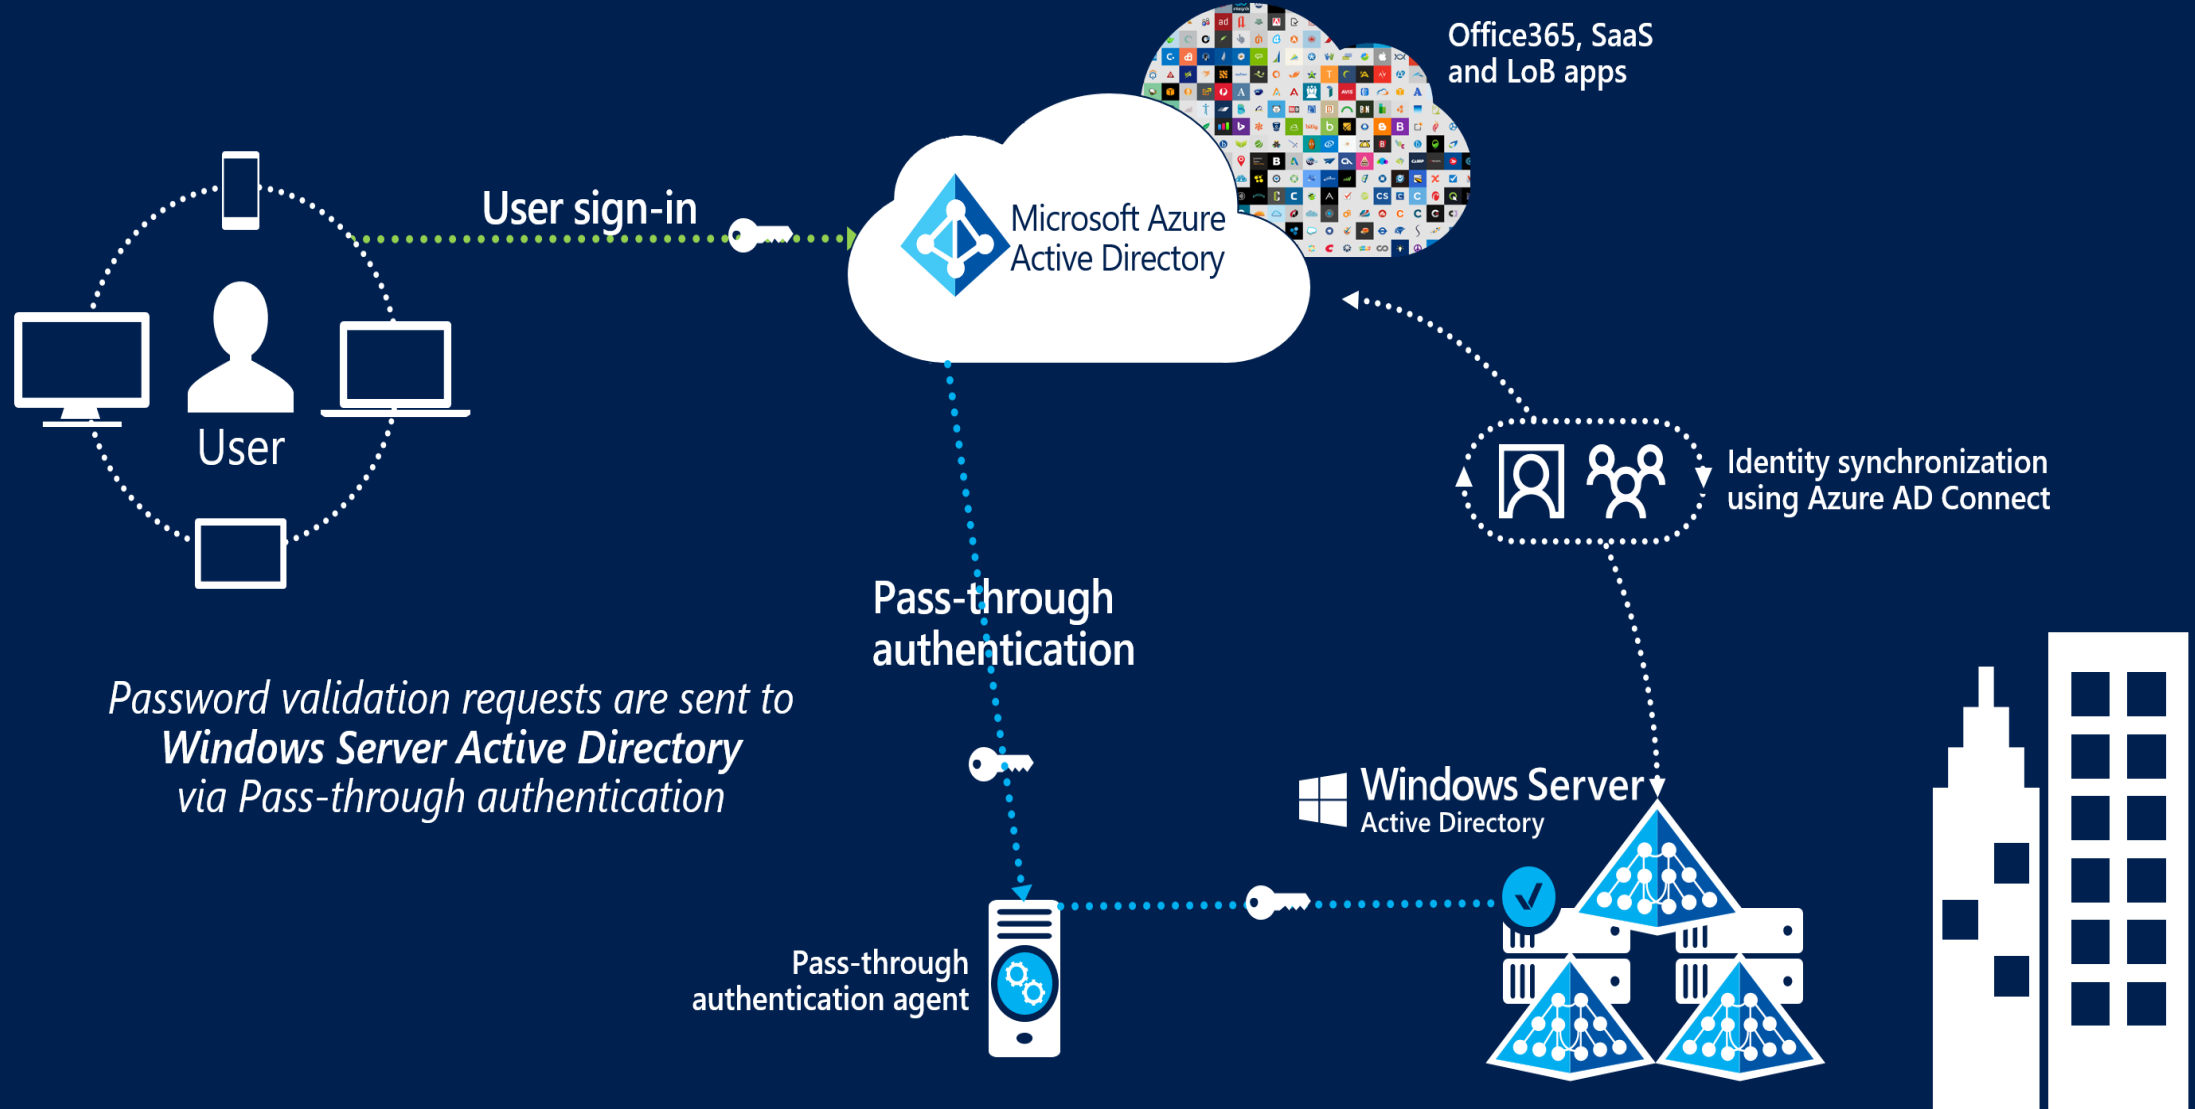 Office365, SaaS
and LoB apps
User sign-in
Microsoft Azure
Active Directory
User
Identity synchronization
using Azure AD Connect
Pass-through
authentication
Password validation requests are sent to
Windows Server Active Directory
via Pass-through authentication
Windows Server
Active Directory
Pass-through
authentication agent